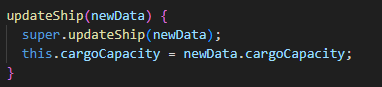 updateShip(newData) {
  super.updateShip(newData);
  this.cargoCapacity = newData.cargoCapacity;
}